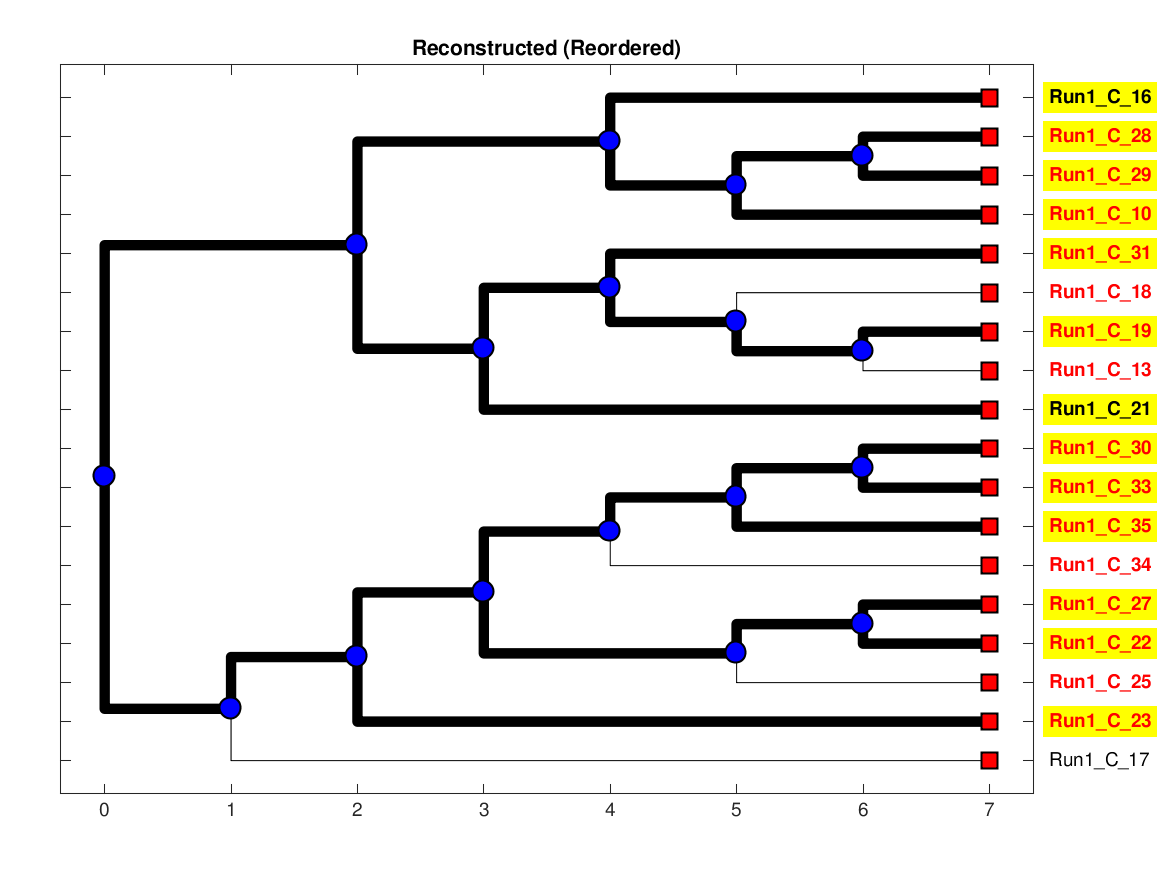 Reconstructed (Reordered)
Run1_C_16
Run1_C_28
Run1_C_29
Run1_C_10
Run1_C_31
Run1_C_18
Run1_C_19
Run1_C_13
Run1_C_21
Run1_C_30
Run1_C_33
Run1_C_35
Run1_C_34
Run1_C_27
Run1_C_22
Run1_C_25
Run1_C_23
Run1_C_17
0 1 2 3 4 5 6 7